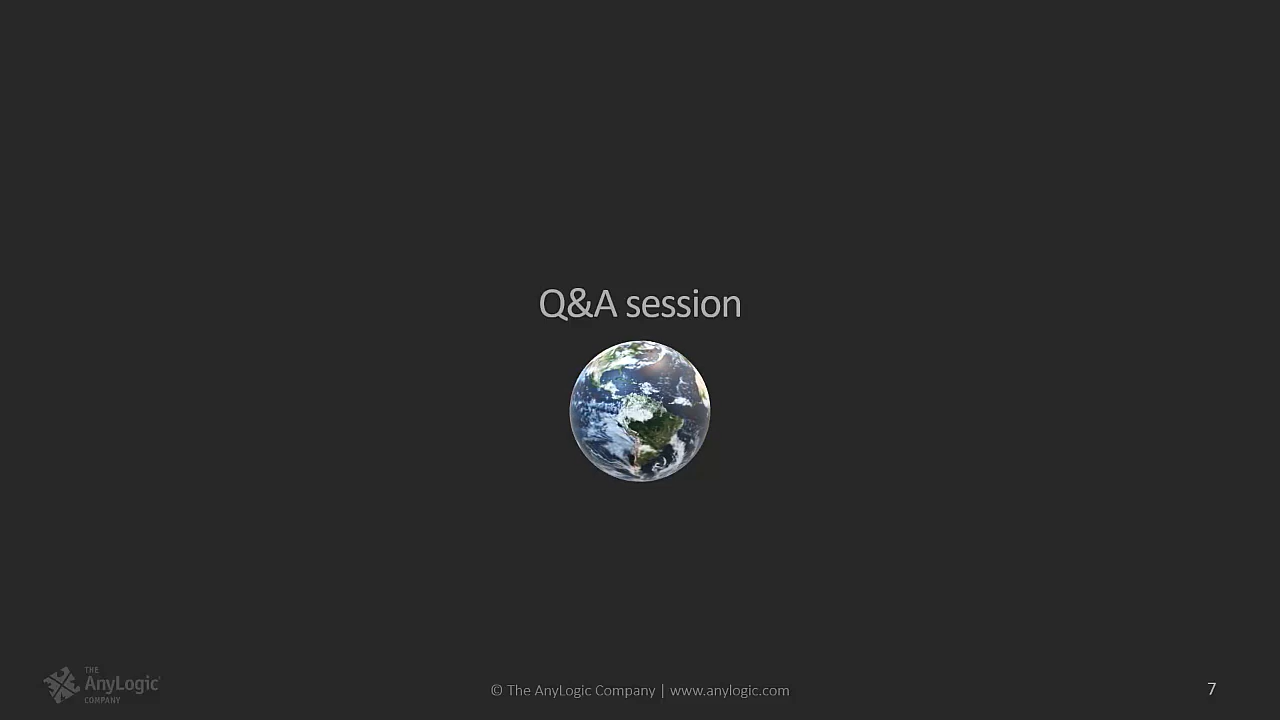 Q&A session
THE
AnyLogic
COMPANY
© The AnyLogic Company | www.anylogic.com
7